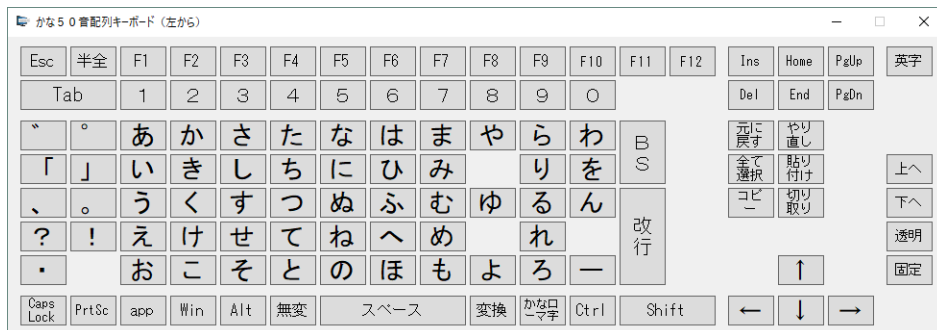 かな50音配列キーボード（左から）
Esc 半全 F1 F2 F3 F4 F5 F6 F7 F8 F9 F10 F11 F12 Ins Home PgUp 英字
Tab 1 2 3 4 5 6 7 8 9 0 Del End PgDn
゛ ゜ あ か さ た な は ま や ら わ BS 元に戻す やり直し
「 」 い き し ち に ひ み り を 全て選択 貼り付け 上へ
、 。 う く す つ ぬ ふ む ゆ る ん 改行 コピー 切り取り 下へ
? ! え け せ て ね へ め れ 透明
・ お こ そ と の ほ も よ ろ ー ↑ 固定
Caps Lock PrtSc app Win Alt 無変 スペース 変換 かなローマ字 Ctrl Shift ← ↓ →